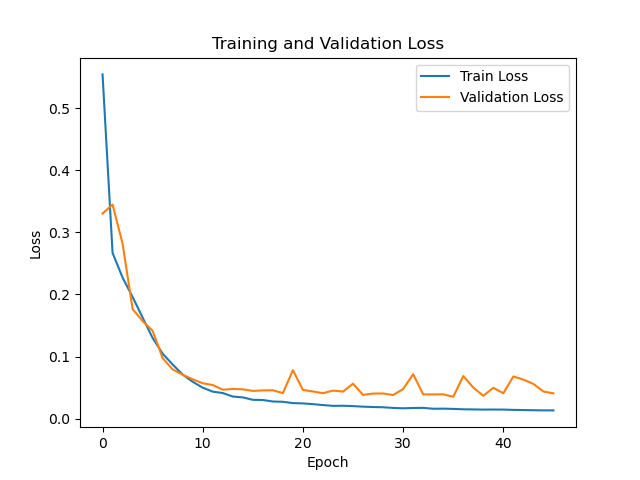 Training and Validation Loss
Train Loss
Validation Loss
Loss
0.5
0.4
0.3
0.2
0.1
0.0
0 10 20 30 40
Epoch